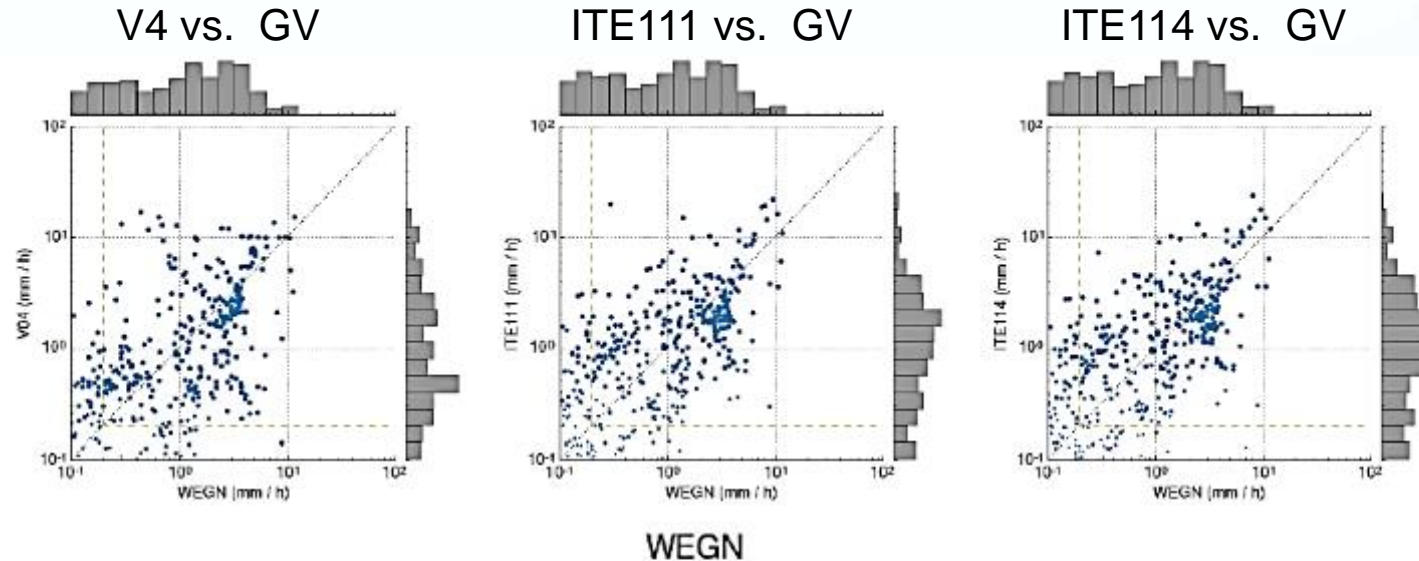 V4 vs. GV
ITE111 vs. GV
ITE114 vs. GV
10²
10¹
10⁰
10⁻¹
V04 (mm / h)
10⁻¹ 10⁰ 10¹ 10²
WEGN (mm / h)
10²
10¹
10⁰
10⁻¹
ITE111 (mm / h)
10⁻¹ 10⁰ 10¹ 10²
WEGN (mm / h)
10²
10¹
10⁰
10⁻¹
ITE114 (mm / h)
10⁻¹ 10⁰ 10¹ 10²
WEGN (mm / h)
WEGN